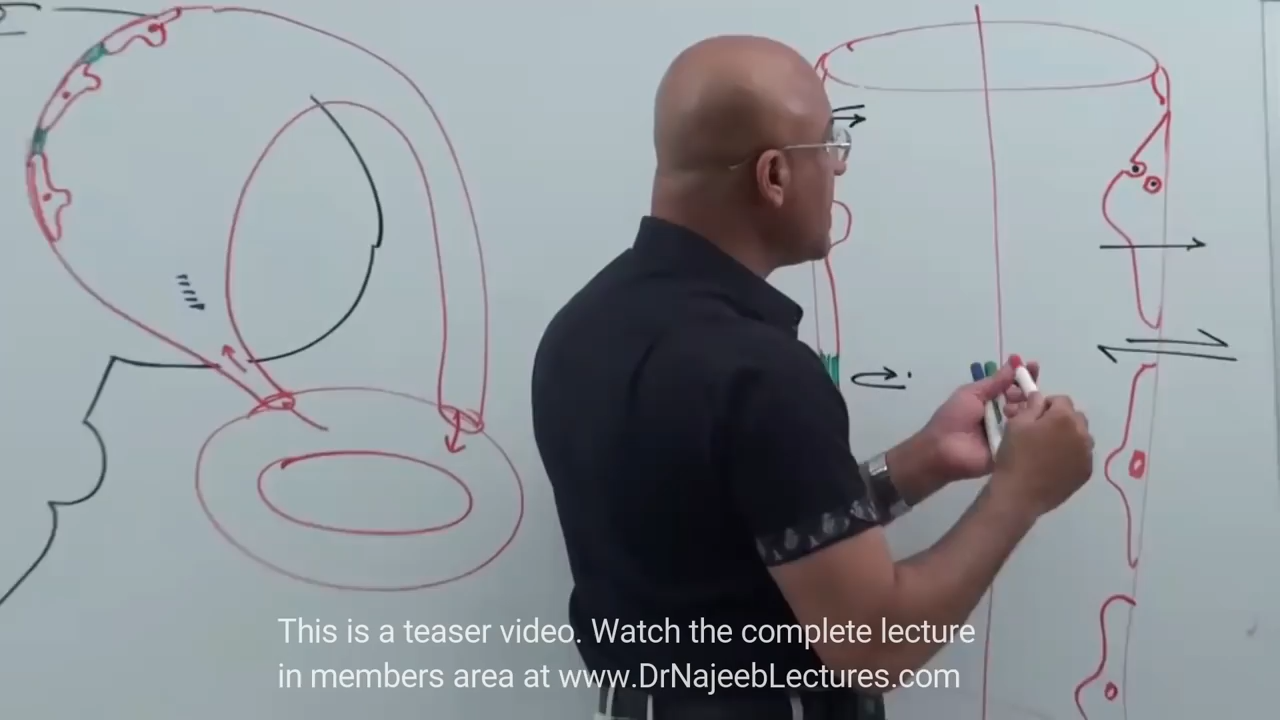 This is a teaser video. Watch the complete lecture
in members area at www.DrNajeebLectures.com